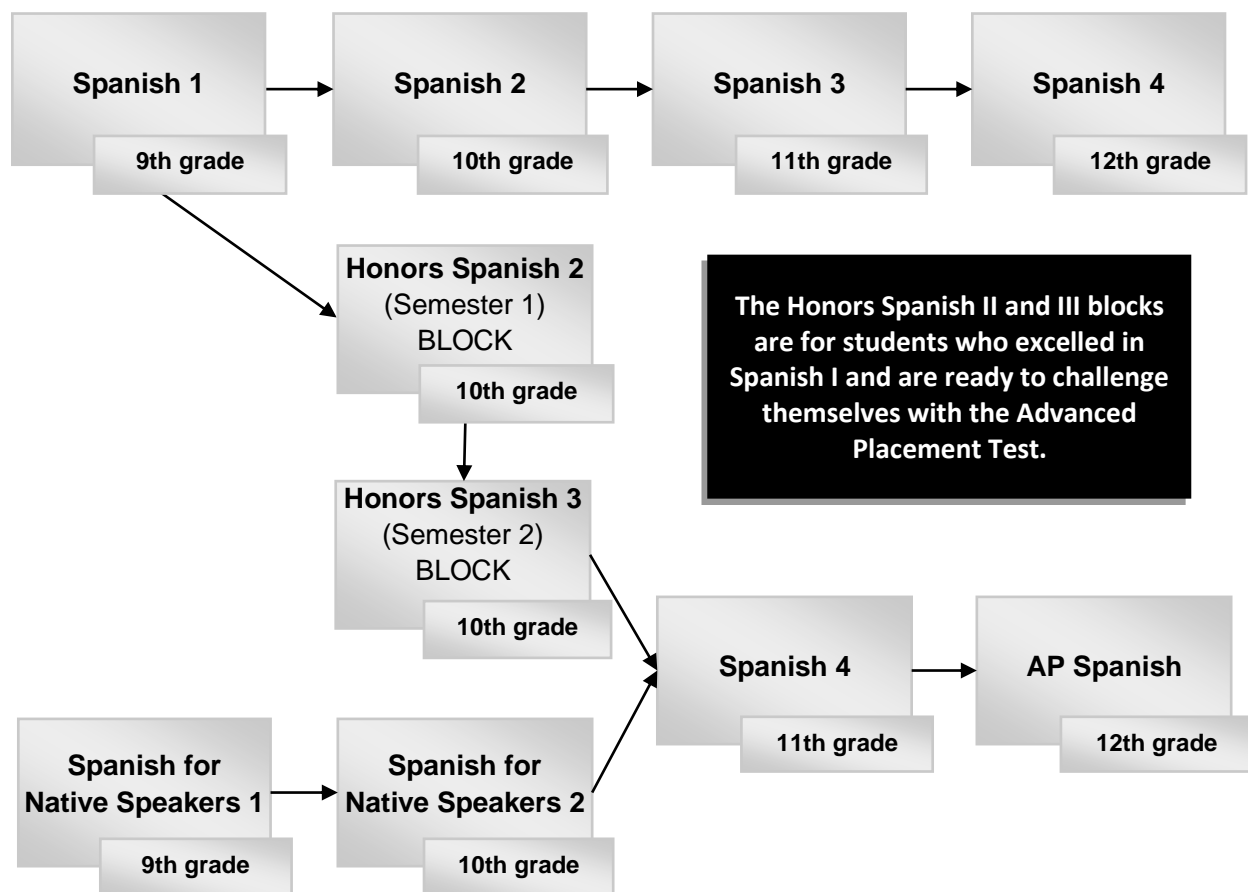 Spanish 1
Spanish 2
Spanish 3
Spanish 4
9th grade
10th grade
11th grade
12th grade
Honors Spanish 2
(Semester 1)
BLOCK
10th grade
The Honors Spanish II and III blocks
are for students who excelled in
Spanish I and are ready to challenge
themselves with the Advanced
Placement Test.
Honors Spanish 3
(Semester 2)
BLOCK
10th grade
Spanish 4
11th grade
AP Spanish
12th grade
Spanish for
Native Speakers 1
9th grade
Spanish for
Native Speakers 2
10th grade